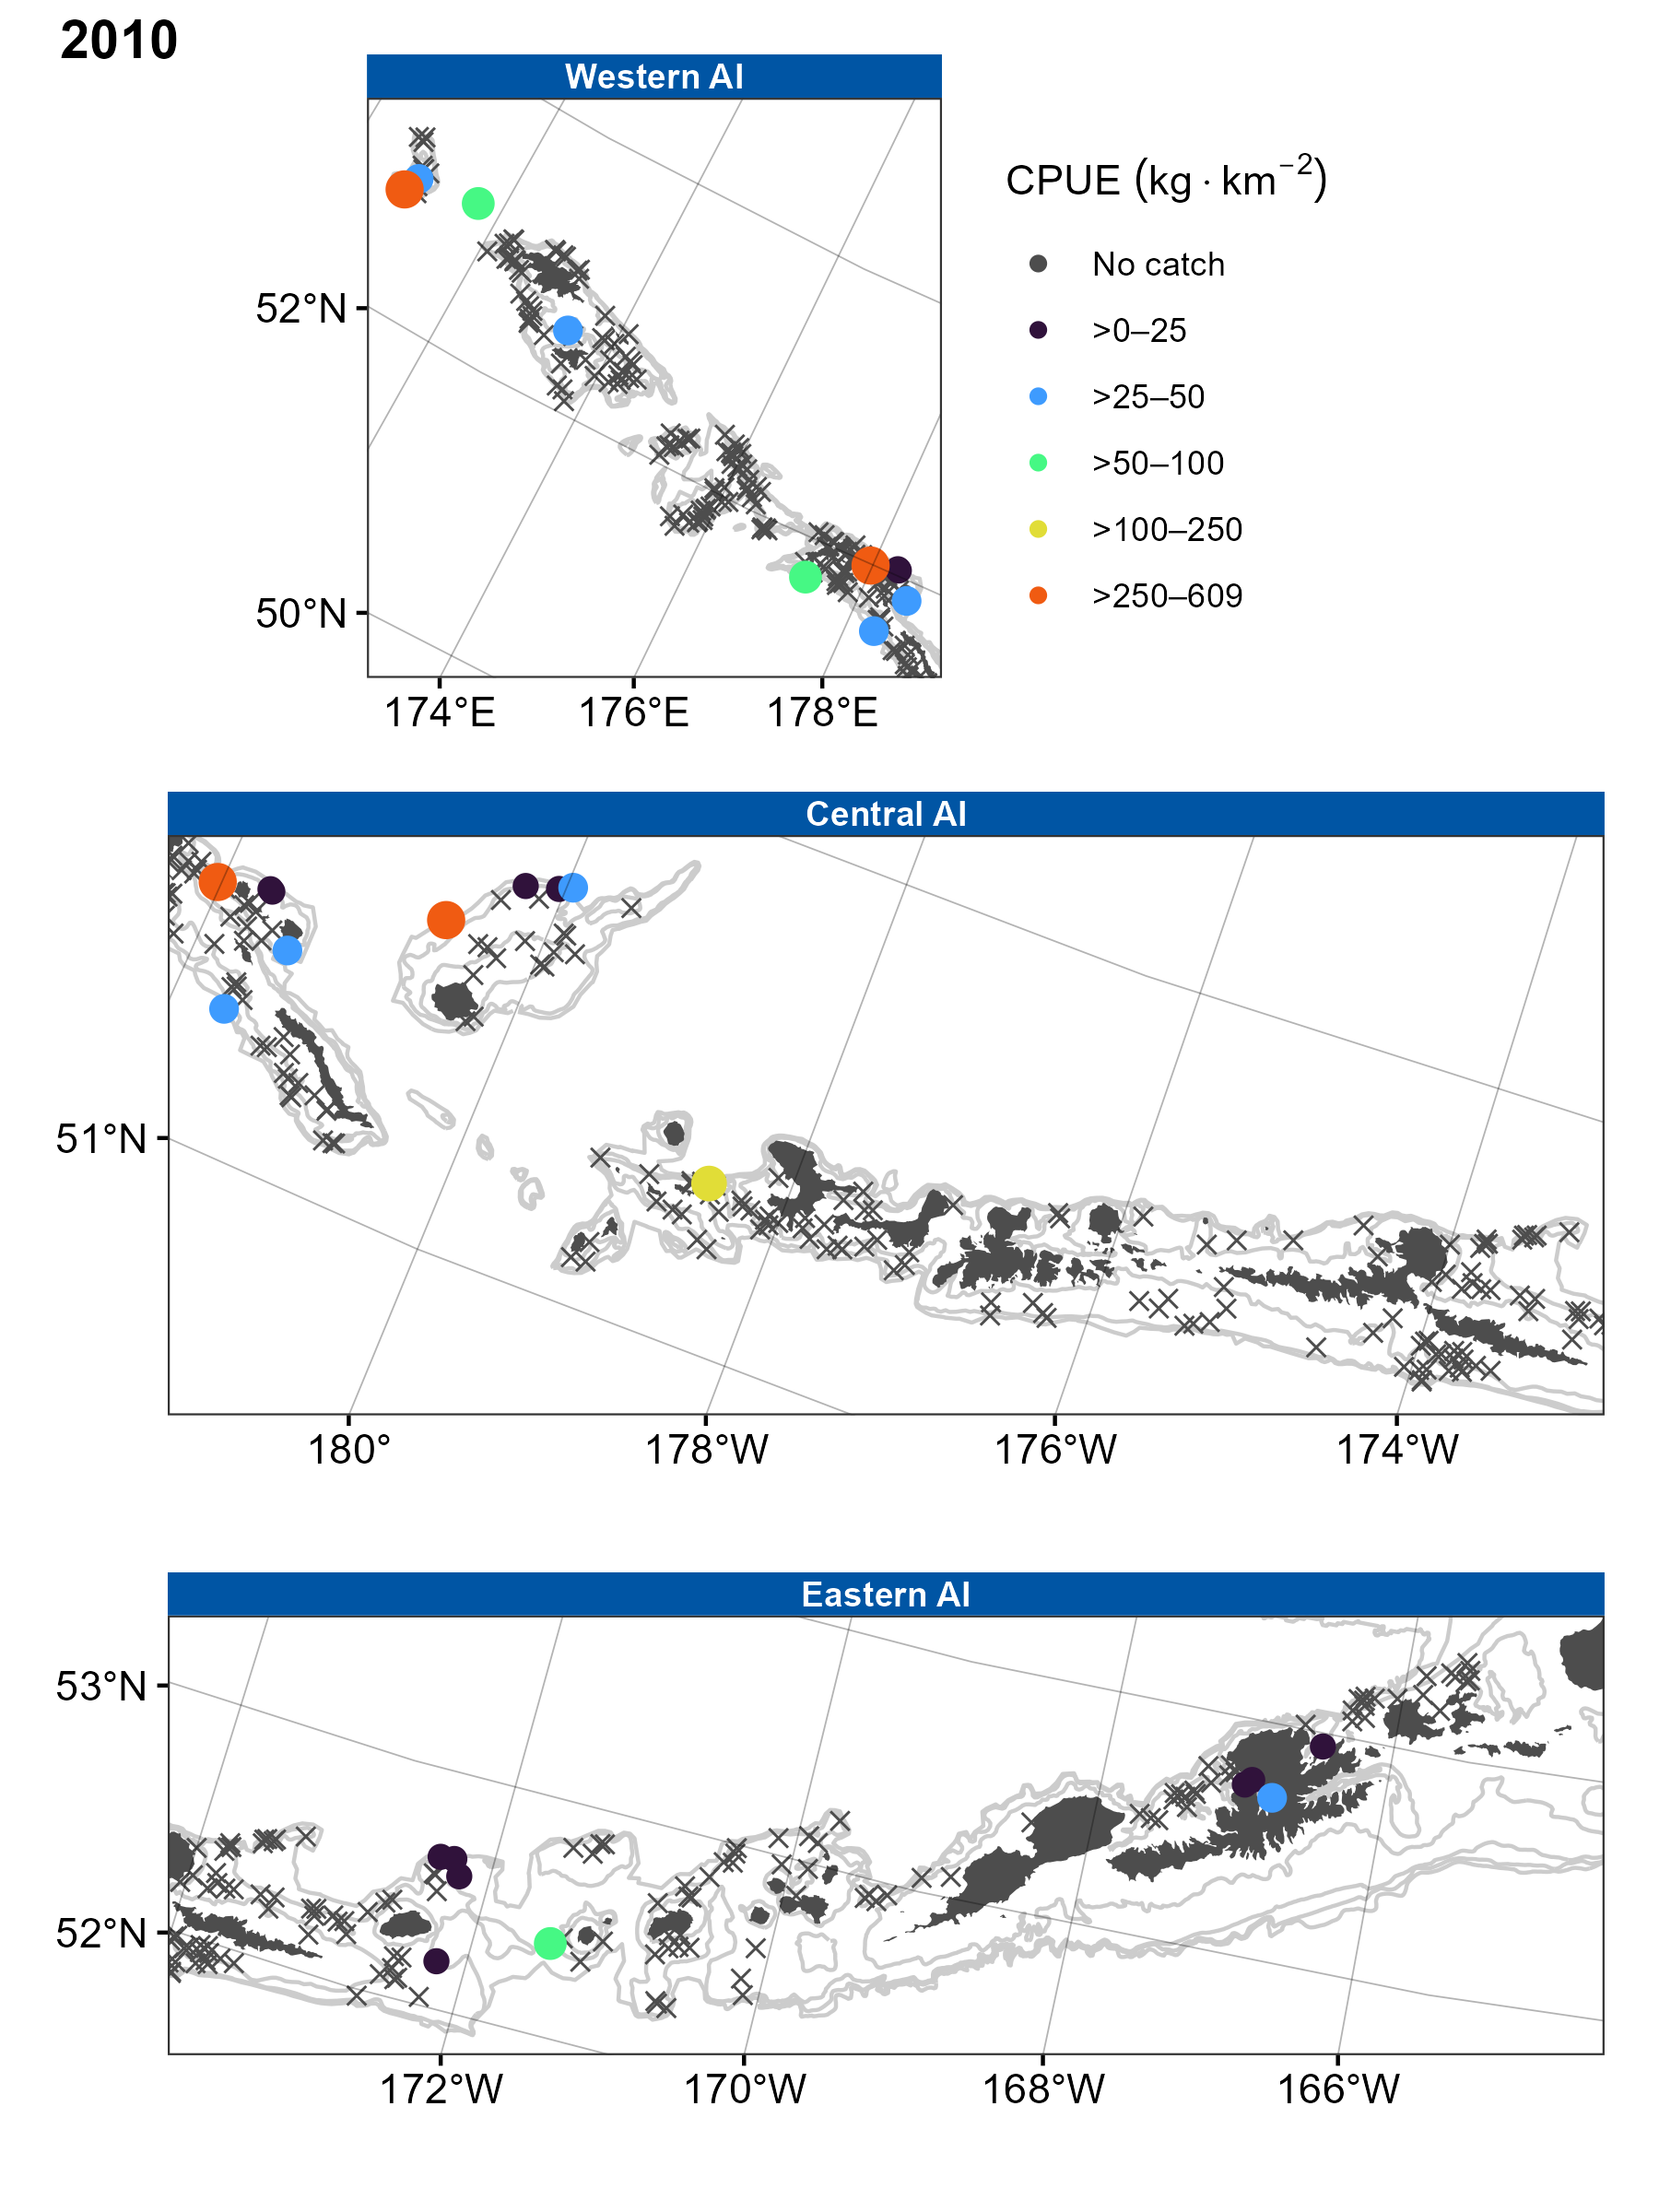 2010
Western AI
CPUE (kg · km⁻²)
No catch
>0–25
>25–50
>50–100
>100–250
>250–609
52°N
50°N
174°E 176°E 178°E
Central AI
51°N
180° 178°W 176°W 174°W
Eastern AI
53°N
52°N
172°W 170°W 168°W 166°W